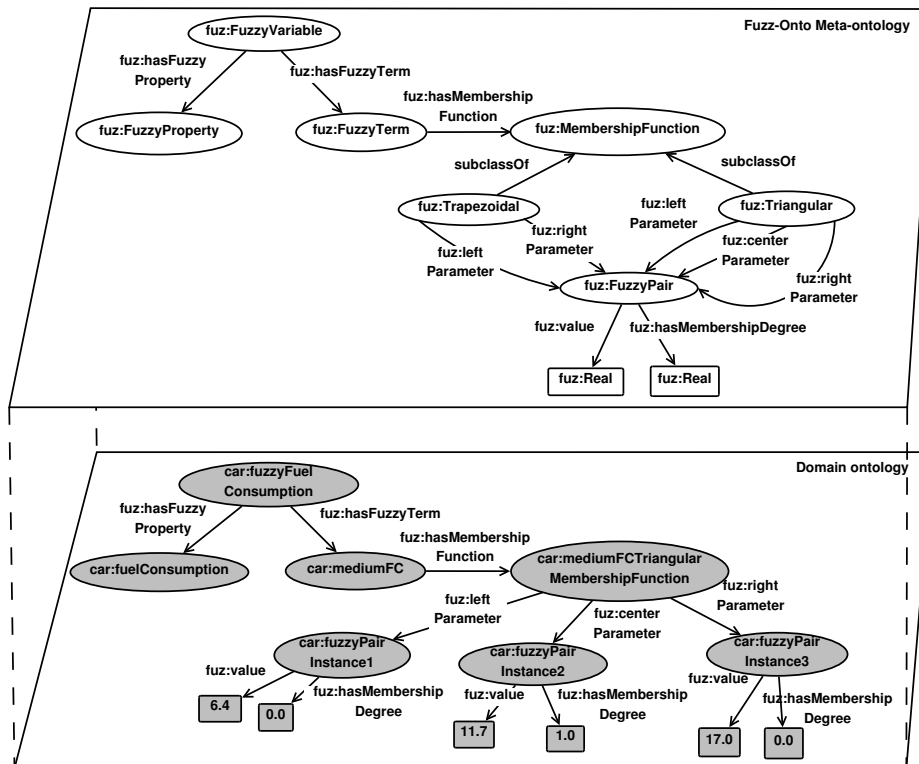 Fuzz-Onto Meta-ontology
fuz:FuzzyVariable
fuz:hasFuzzy
Property
fuz:hasFuzzyTerm
fuz:hasMembership
Function
fuz:FuzzyProperty
fuz:FuzzyTerm
fuz:MembershipFunction
subclassOf
subclassOf
fuz:Trapezoidal
fuz:Triangular
fuz:left
Parameter
fuz:right
Parameter
fuz:left
Parameter
fuz:center
Parameter
fuz:right
Parameter
fuz:FuzzyPair
fuz:value
fuz:hasMembershipDegree
fuz:Real
fuz:Real
Domain ontology
car:fuzzyFuel
Consumption
fuz:hasFuzzy
Property
fuz:hasFuzzyTerm
fuz:hasMembership
Function
car:fuelConsumption
car:mediumFC
car:mediumFCTriangular
MembershipFunction
fuz:left
Parameter
fuz:center
Parameter
fuz:right
Parameter
car:fuzzyPair
Instance1
car:fuzzyPair
Instance2
car:fuzzyPair
Instance3
fuz:value
fuz:hasMembership
Degree
fuz:value
fuz:hasMembership
Degree
fuz:value
fuz:hasMembership
Degree
6.4
0.0
11.7
1.0
17.0
0.0